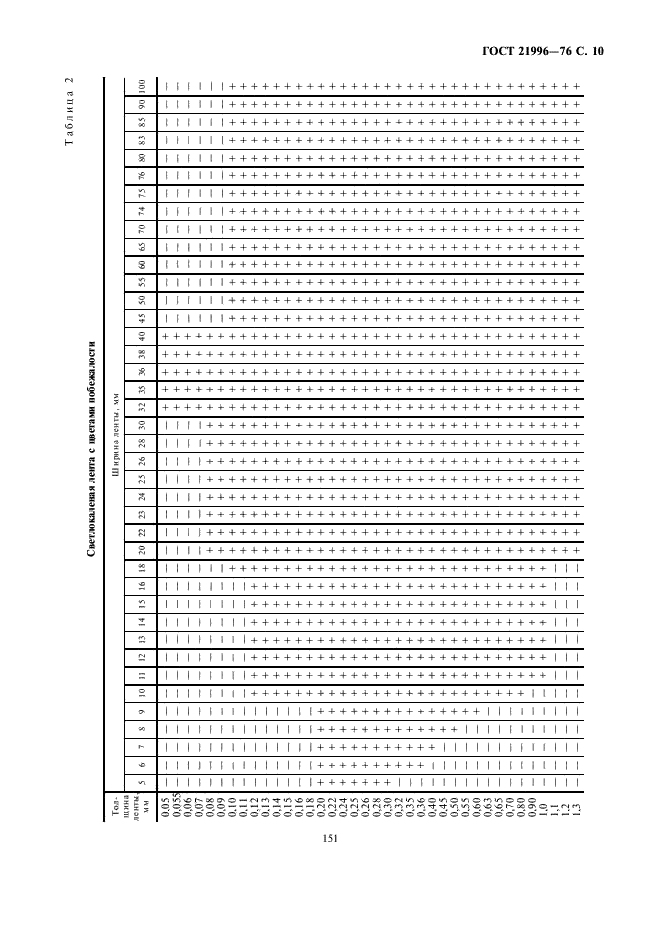 ГОСТ 21996—76 С. 10
Таблица 2
Светлокаленая лента с цветами побежалости
Толщина ленты, мм
Ширина ленты, мм
5 6 7 8 9 10 11 12 13 14 15 16 18 20 22 23 24 25 26 28 30 32 35 36 38 40 45 50 55 60 65 70 74 75 76 80 83 85 90 100
0,05 — — — — — — — — — — — — — — — — — — — — — + + + + + — — — — — — — — — — — — — —
0,055 — — — — — — — — — — — — — — — — — — — — — + + + + + — — — — — — — — — — — — — —
0,06 — — — — — — — — — — — — — — — — — — — — — + + + + + — — — — — — — — — — — — — —
0,07 — — — — — — — — — — — — — — — — — — — — — + + + + + — — — — — — — — — — — — — —
0,08 — — — — — — — — — — — — — + + + + + + + + + + + + + — — — — — — — — — — — — — —
0,09 — — — — — — — — — — — — — + + + + + + + + + + + + + — — — — — — — — — — — — — —
0,10 — — — — — — — — — — — — + + + + + + + + + + + + + + + + + + + + + + + + + + + +
0,11 — — — — — — — — — — — — + + + + + + + + + + + + + + + + + + + + + + + + + + + +
0,12 — — — — — + + + + + + + + + + + + + + + + + + + + + + + + + + + + + + + + + + +
0,13 — — — — — + + + + + + + + + + + + + + + + + + + + + + + + + + + + + + + + + + +
0,14 — — — — — + + + + + + + + + + + + + + + + + + + + + + + + + + + + + + + + + + +
0,15 — — — — — + + + + + + + + + + + + + + + + + + + + + + + + + + + + + + + + + + +
0,16 — — — — — + + + + + + + + + + + + + + + + + + + + + + + + + + + + + + + + + + +
0,18 — — — — — + + + + + + + + + + + + + + + + + + + + + + + + + + + + + + + + + + +
0,20 + + + + + + + + + + + + + + + + + + + + + + + + + + + + + + + + + + + + + + + +
0,22 + + + + + + + + + + + + + + + + + + + + + + + + + + + + + + + + + + + + + + + +
0,24 + + + + + + + + + + + + + + + + + + + + + + + + + + + + + + + + + + + + + + + +
0,25 + + + + + + + + + + + + + + + + + + + + + + + + + + + + + + + + + + + + + + + +
0,26 + + + + + + + + + + + + + + + + + + + + + + + + + + + + + + + + + + + + + + + +
0,28 + + + + + + + + + + + + + + + + + + + + + + + + + + + + + + + + + + + + + + + +
0,30 + + + + + + + + + + + + + + + + + + + + + + + + + + + + + + + + + + + + + + + +
0,32 — + + + + + + + + + + + + + + + + + + + + + + + + + + + + + + + + + + + + + + +
0,35 — + + + + + + + + + + + + + + + + + + + + + + + + + + + + + + + + + + + + + + +
0,36 — + + + + + + + + + + + + + + + + + + + + + + + + + + + + + + + + + + + + + + +
0,40 — — + + + + + + + + + + + + + + + + + + + + + + + + + + + + + + + + + + + + + +
0,45 — — — + + + + + + + + + + + + + + + + + + + + + + + + + + + + + + + + + + + + +
0,50 — — — + + + + + + + + + + + + + + + + + + + + + + + + + + + + + + + + + + + + +
0,55 — — — — + + + + + + + + + + + + + + + + + + + + + + + + + + + + + + + + + + + +
0,60 — — — — + + + + + + + + + + + + + + + + + + + + + + + + + + + + + + + + + + + +
0,63 — — — — — + + + + + + + + + + + + + + + + + + + + + + + + + + + + + + + + + + +
0,65 — — — — — + + + + + + + + + + + + + + + + + + + + + + + + + + + + + + + + + + +
0,70 — — — — — + + + + + + + + + + + + + + + + + + + + + + + + + + + + + + + + + + +
0,80 — — — — — + + + + + + + + + + + + + + + + + + + + + + + + + + + + + + + + + + +
0,90 — — — — — — + + + + + + + + + + + + + + + + + + + + + + + + + + + + + + + + + +
1,0 — — — — — — + + + + + + + + + + + + + + + + + + + + + + + + + + + + + + + + + +
1,1 — — — — — — — — — — — — — + + + + + + + + + + + + + + + + + + + + + + + + + + +
1,2 — — — — — — — — — — — — — + + + + + + + + + + + + + + + + + + + + + + + + + + +
1,3 — — — — — — — — — — — — — + + + + + + + + + + + + + + + + + + + + + + + + + + +
151